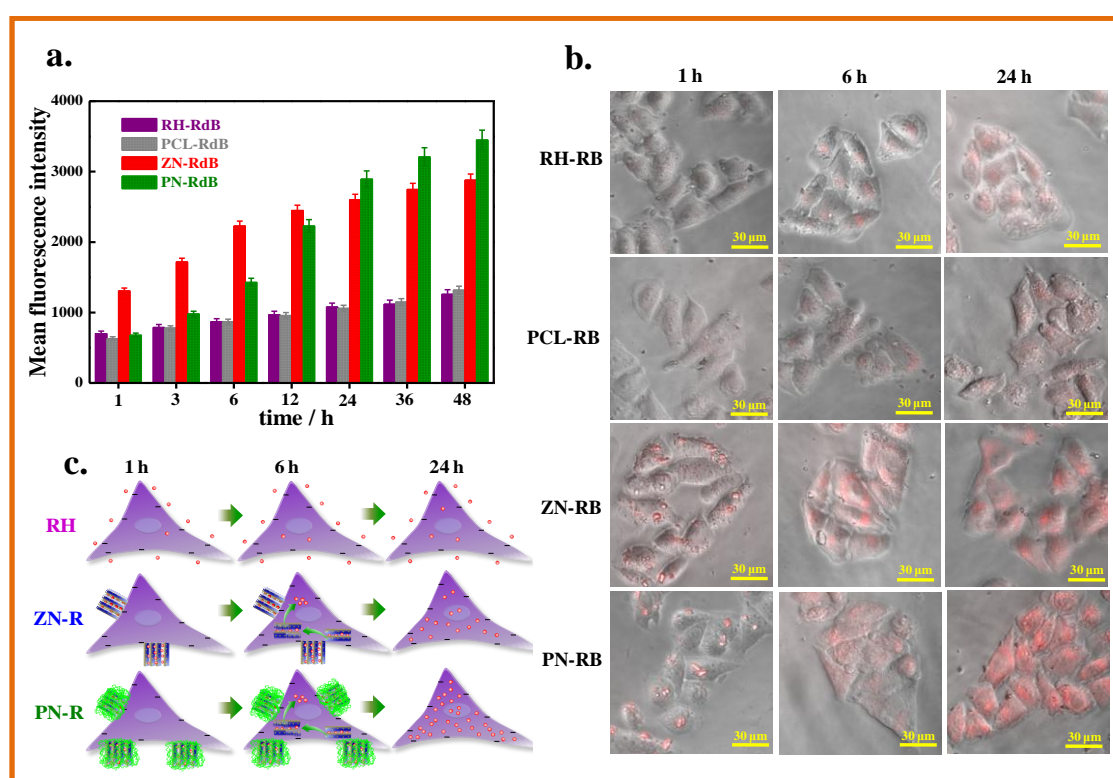 a.
4000
3000
2000
1000
0
Mean fluorescence intensity
RH-RdB
PCL-RdB
ZN-RdB
PN-RdB
1 3 6 12 24 36 48
time / h
b.
1 h 6 h 24 h
RH-RB
30 μm 30 μm 30 μm
PCL-RB
30 μm 30 μm 30 μm
ZN-RB
30 μm 30 μm 30 μm
PN-RB
30 μm 30 μm 30 μm
c.
1 h 6 h 24 h
RH
ZN-R
PN-R